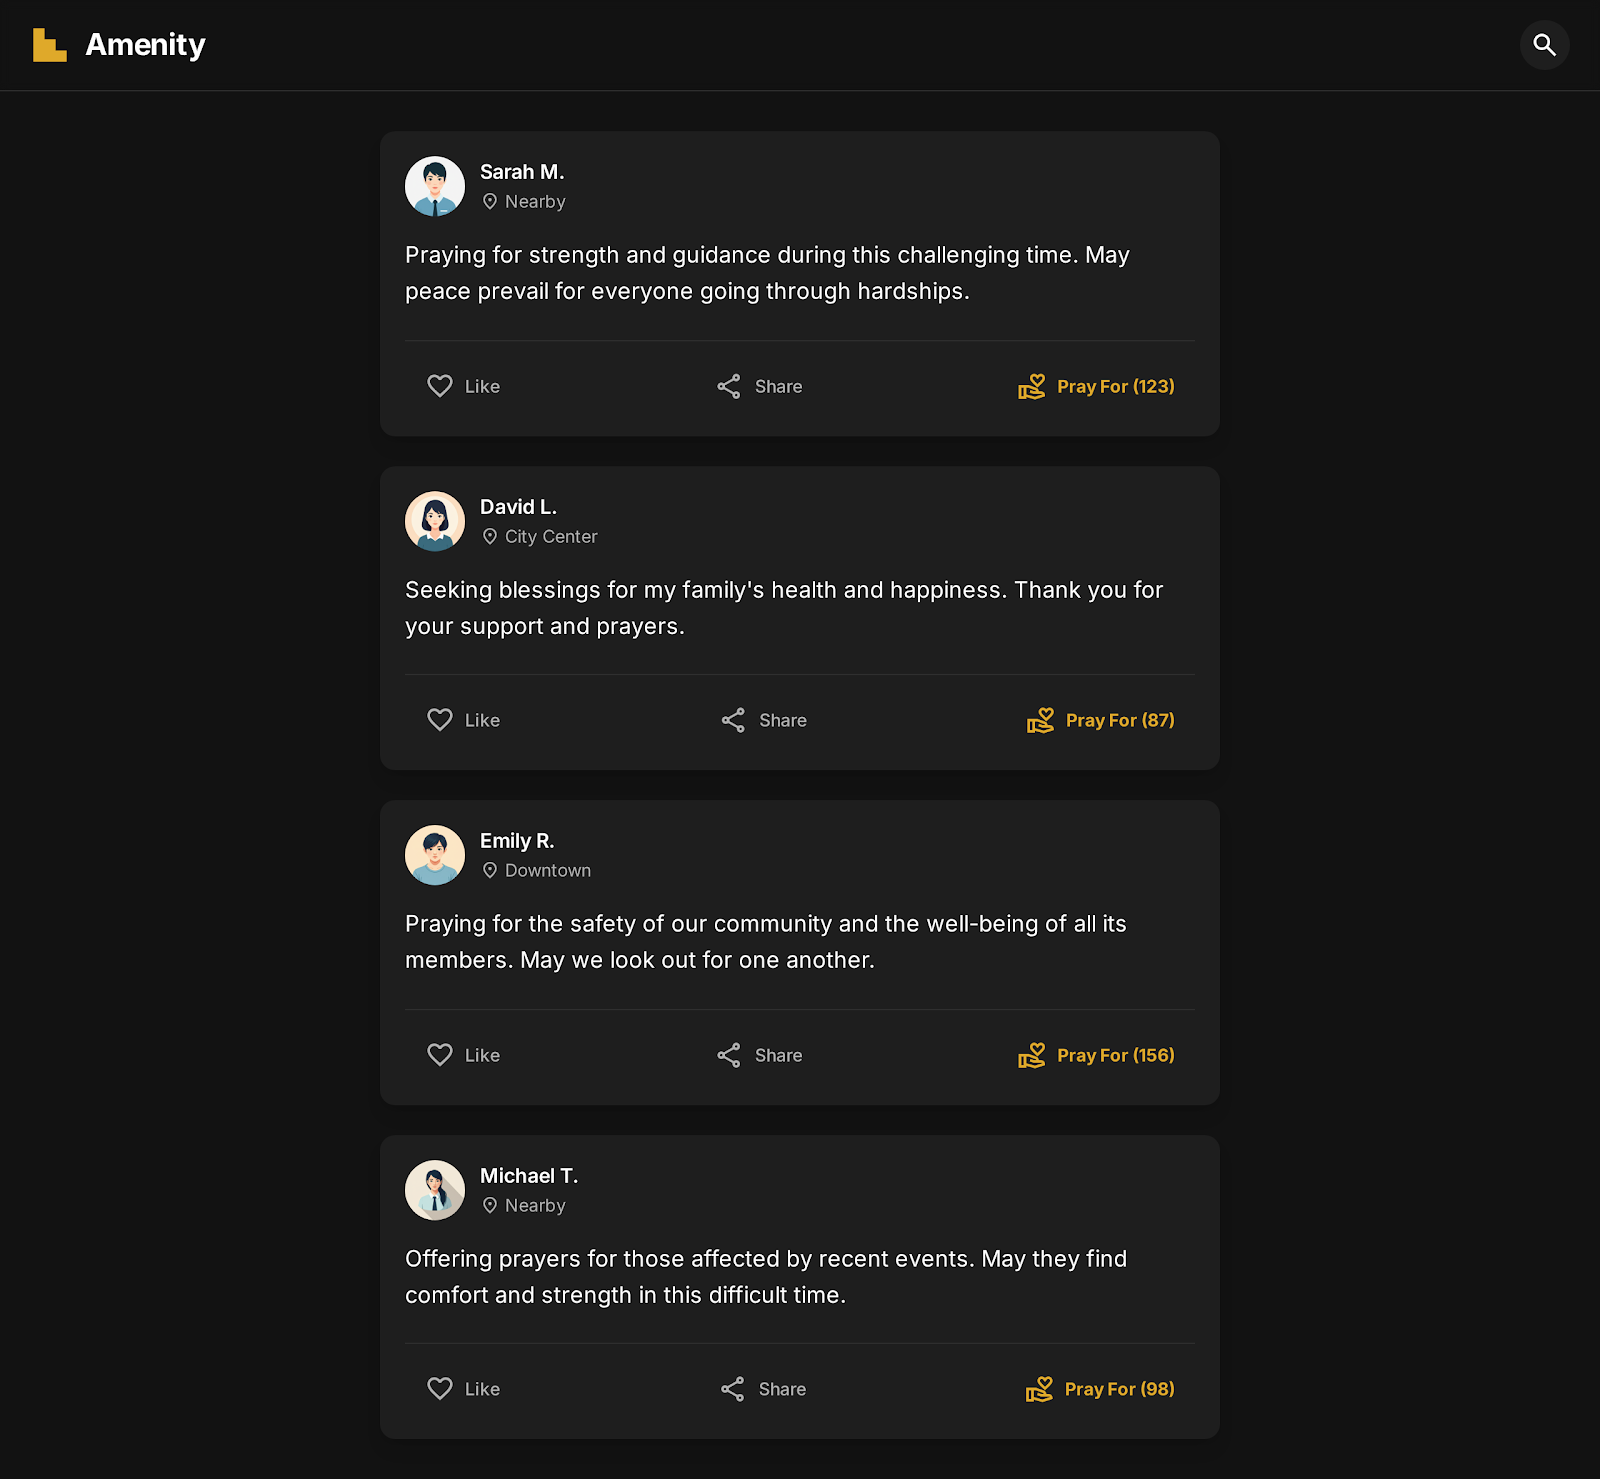 Amenity
Sarah M.
Nearby
Praying for strength and guidance during this challenging time. May
peace prevail for everyone going through hardships.
Like
Share
Pray For (123)
David L.
City Center
Seeking blessings for my family's health and happiness. Thank you for
your support and prayers.
Like
Share
Pray For (87)
Emily R.
Downtown
Praying for the safety of our community and the well-being of all its
members. May we look out for one another.
Like
Share
Pray For (156)
Michael T.
Nearby
Offering prayers for those affected by recent events. May they find
comfort and strength in this difficult time.
Like
Share
Pray For (98)